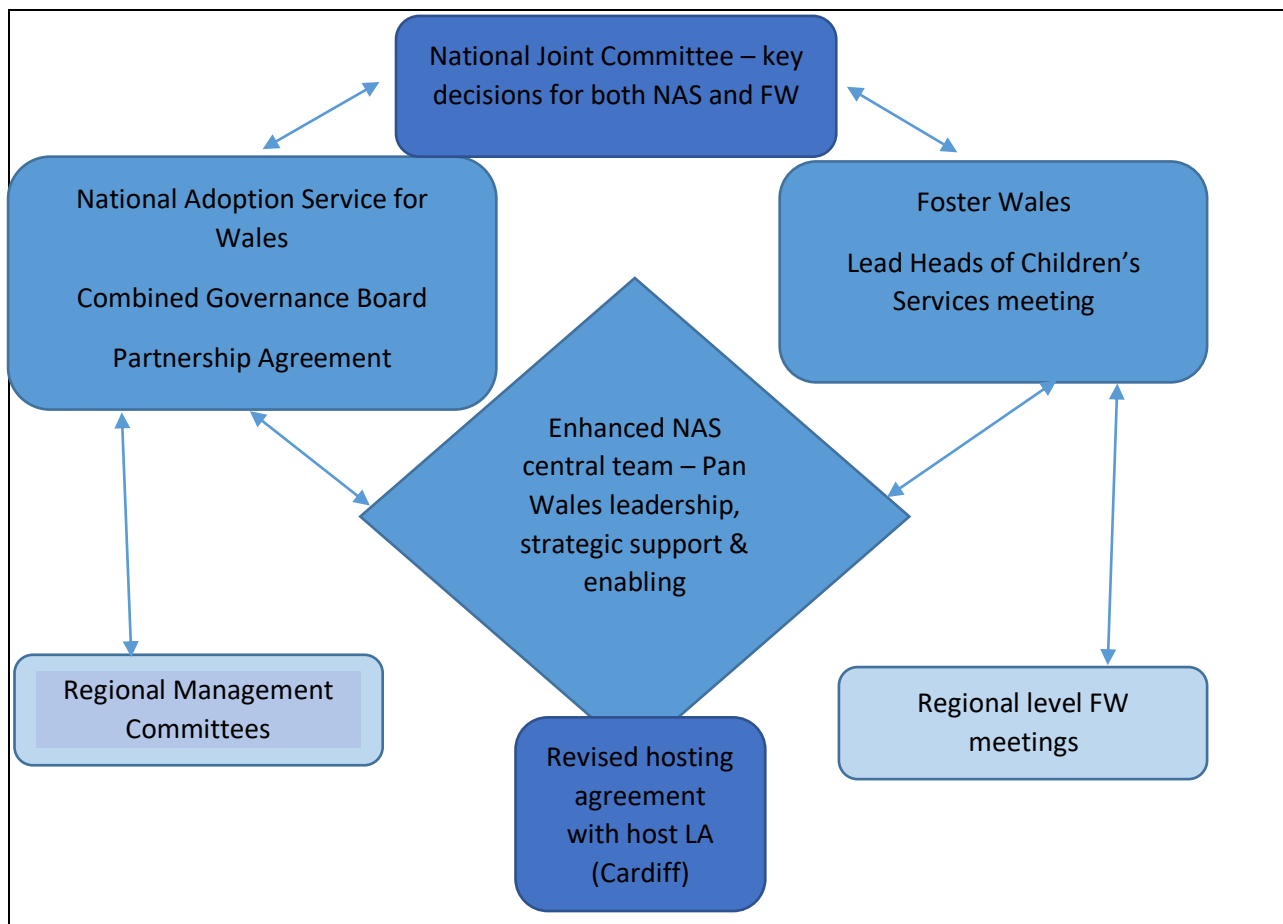 National Joint Committee – key
decisions for both NAS and FW
National Adoption Service for
Wales
Combined Governance Board
Partnership Agreement
Foster Wales
Lead Heads of Children’s
Services meeting
Enhanced NAS
central team – Pan
Wales leadership,
strategic support &
enabling
Regional Management
Committees
Regional level FW
meetings
Revised hosting
agreement
with host LA
(Cardiff)